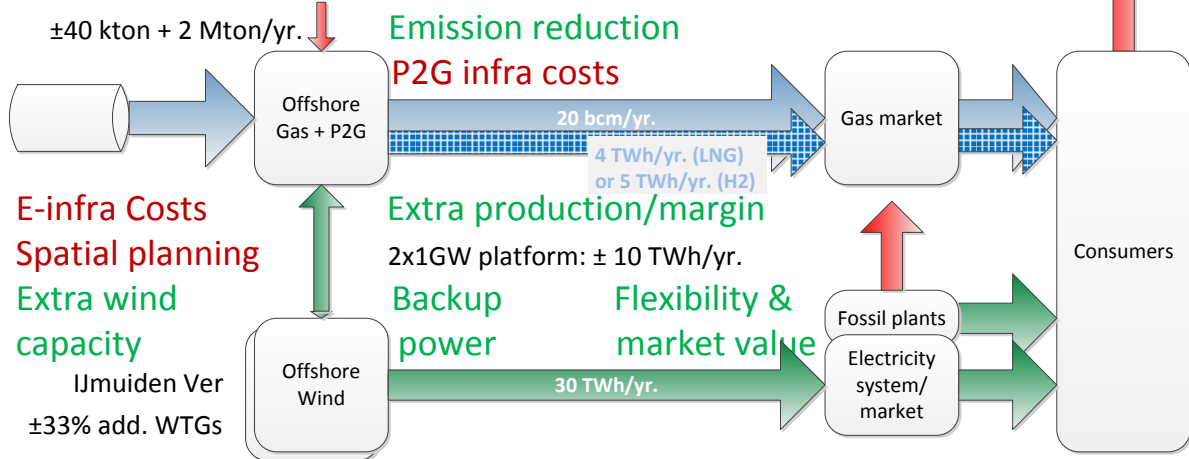 ±40 kton + 2 Mton/yr.
Emission reduction
P2G infra costs
Offshore
Gas + P2G
20 bcm/yr.
Gas market
4 TWh/yr. (LNG)
or 5 TWh/yr. (H2)
E-infra Costs
Spatial planning
Extra wind
capacity
Extra production/margin
2x1GW platform: ± 10 TWh/yr.
Backup
power
Flexibility &
market value
Consumers
Fossil plants
Electricity
system/
market
IJmuiden Ver
±33% add. WTGs
Offshore
Wind
30 TWh/yr.